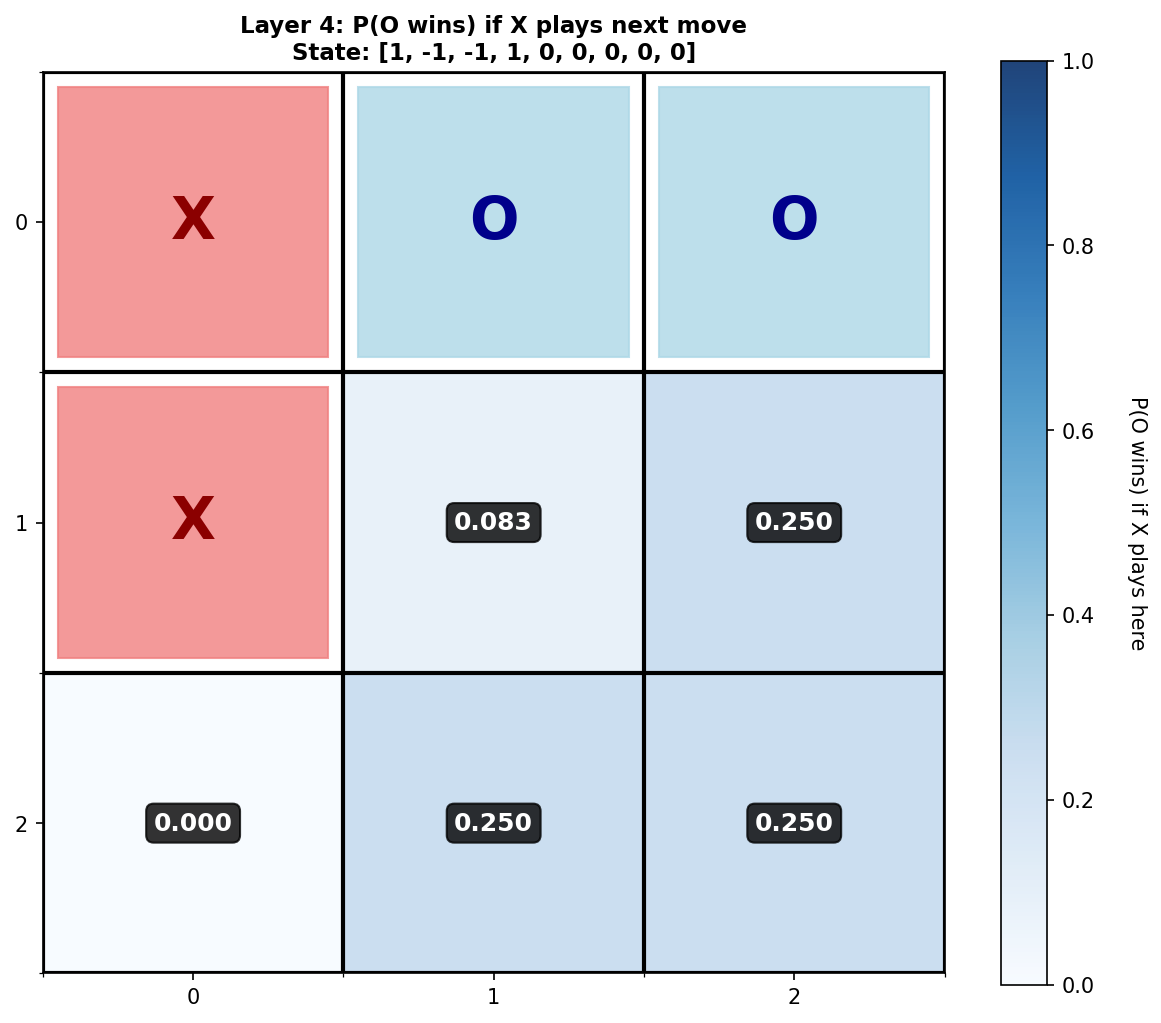 Layer 4: P(O wins) if X plays next move
State: [1, -1, -1, 1, 0, 0, 0, 0, 0]
0
X
O
O
1
X
0.083
0.250
2
0.000
0.250
0.250
0
1
2
1.0
0.8
0.6
0.4
0.2
0.0
P(O wins) if X plays here